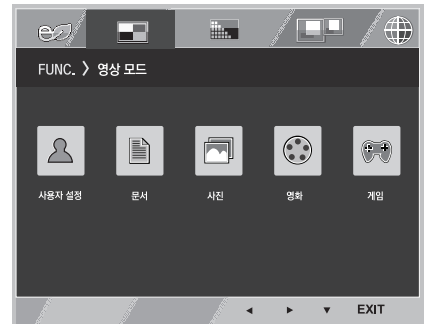 FUNC. 〉 영상 모드
사용자 설정 문서 사진 영화 게임
◄ ► ▼ EXIT